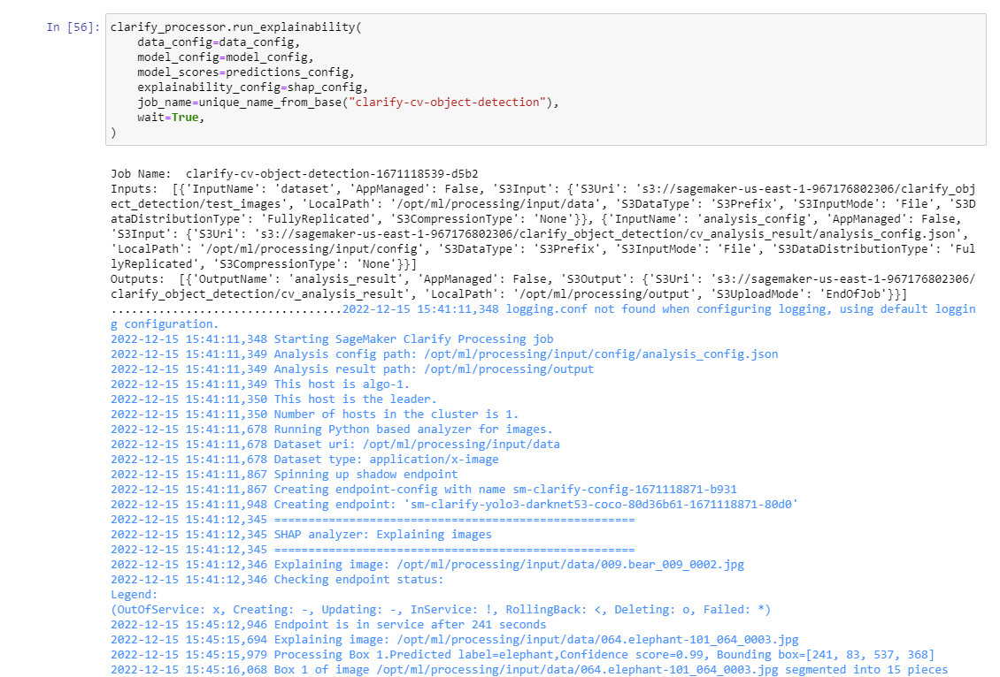 In [56]: clarify_processor.run_explainability(
    data_config=data_config,
    model_config=model_config,
    model_scores=predictions_config,
    explainability_config=shap_config,
    job_name=unique_name_from_base("clarify-cv-object-detection"),
    wait=True,
)
Job Name:  clarify-cv-object-detection-1671118539-d5b2
Inputs:  [{'InputName': 'dataset', 'AppManaged': False, 'S3Input': {'S3Uri': 's3://sagemaker-us-east-1-967176802306/clarify_obj
ect_detection/test_images', 'LocalPath': '/opt/ml/processing/input/data', 'S3DataType': 'S3Prefix', 'S3InputMode': 'File', 'S3D
ataDistributionType': 'FullyReplicated', 'S3CompressionType': 'None'}}, {'InputName': 'analysis_config', 'AppManaged': False,
'S3Input': {'S3Uri': 's3://sagemaker-us-east-1-967176802306/clarify_object_detection/cv_analysis_result/analysis_config.json',
'LocalPath': '/opt/ml/processing/input/config', 'S3DataType': 'S3Prefix', 'S3InputMode': 'File', 'S3DataDistributionType': 'Ful
lyReplicated', 'S3CompressionType': 'None'}}]
Outputs:  [{'OutputName': 'analysis_result', 'AppManaged': False, 'S3Output': {'S3Uri': 's3://sagemaker-us-east-1-967176802306/
clarify_object_detection/cv_analysis_result', 'LocalPath': '/opt/ml/processing/output', 'S3UploadMode': 'EndOfJob'}}]
..................................2022-12-15 15:41:11,348 logging.conf not found when configuring logging, using default loggin
g configuration.
2022-12-15 15:41:11,348 Starting SageMaker Clarify Processing job
2022-12-15 15:41:11,349 Analysis config path: /opt/ml/processing/input/config/analysis_config.json
2022-12-15 15:41:11,349 Analysis result path: /opt/ml/processing/output
2022-12-15 15:41:11,349 This host is algo-1.
2022-12-15 15:41:11,350 This host is the leader.
2022-12-15 15:41:11,350 Number of hosts in the cluster is 1.
2022-12-15 15:41:11,678 Running Python based analyzer for images.
2022-12-15 15:41:11,678 Dataset uri: /opt/ml/processing/input/data
2022-12-15 15:41:11,678 Dataset type: application/x-image
2022-12-15 15:41:11,867 Spinning up shadow endpoint
2022-12-15 15:41:11,867 Creating endpoint-config with name sm-clarify-config-1671118871-b931
2022-12-15 15:41:11,948 Creating endpoint: 'sm-clarify-yolo3-darknet53-coco-80d36b61-1671118871-80d0'
2022-12-15 15:41:12,345 =====================================================
2022-12-15 15:41:12,345 SHAP analyzer: Explaining images
2022-12-15 15:41:12,345 =====================================================
2022-12-15 15:41:12,346 Explaining image: /opt/ml/processing/input/data/009.bear_009_0002.jpg
2022-12-15 15:41:12,346 Checking endpoint status:
Legend:
(OutOfService: x, Creating: -, Updating: -, InService: !, RollingBack: <, Deleting: o, Failed: *)
2022-12-15 15:45:12,946 Endpoint is in service after 241 seconds
2022-12-15 15:45:15,694 Explaining image: /opt/ml/processing/input/data/064.elephant-101_064_0003.jpg
2022-12-15 15:45:15,979 Processing Box 1.Predicted label=elephant,Confidence score=0.99, Bounding box=[241, 83, 537, 368]
2022-12-15 15:45:16,068 Box 1 of image /opt/ml/processing/input/data/064.elephant-101_064_0003.jpg segmented into 15 pieces